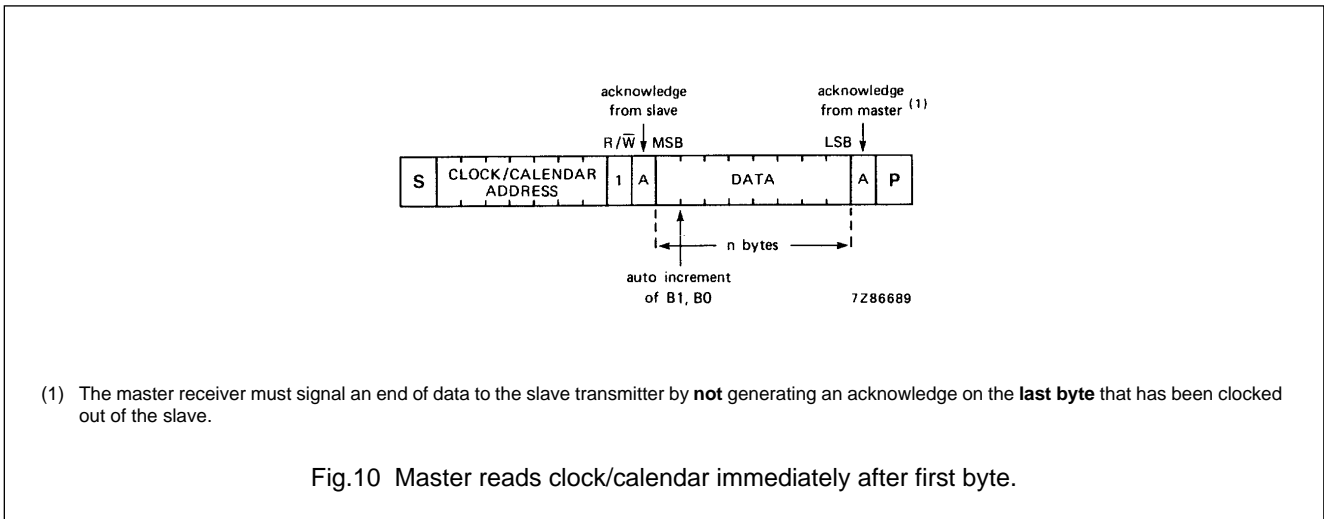 acknowledge from slave
acknowledge from master (1)
R/W̅ MSB LSB
S CLOCK/CALENDAR ADDRESS 1 A DATA A P
n bytes
auto increment of B1, B0
7Z86689
(1) The master receiver must signal an end of data to the slave transmitter by not generating an acknowledge on the last byte that has been clocked
out of the slave.
Fig.10 Master reads clock/calendar immediately after first byte.